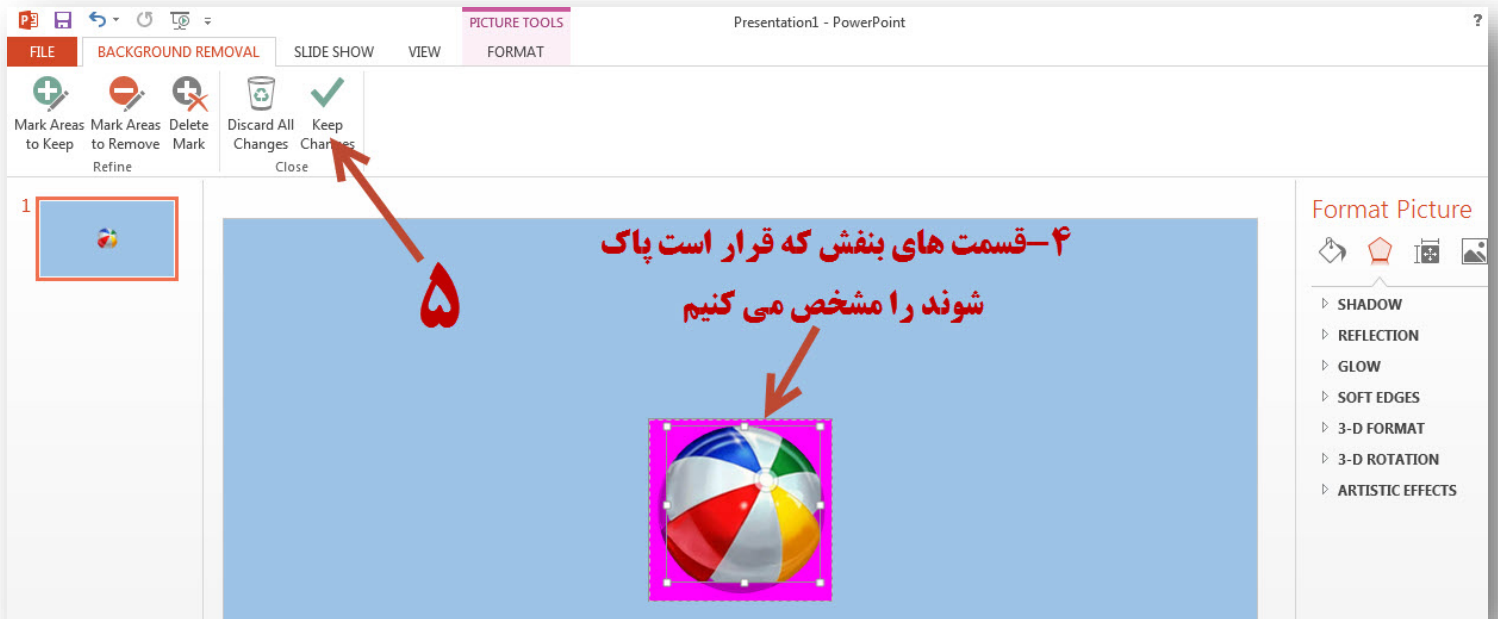 PICTURE TOOLS
Presentation1 - PowerPoint
?
FILE
BACKGROUND REMOVAL
SLIDE SHOW
VIEW
FORMAT
Mark Areas
to Keep
Mark Areas
to Remove
Delete
Mark
Discard All
Changes
Keep
Changes
Refine
Close
1
۴-قسمت های بنفش که قرار است پاک
شوند را مشخص می کنیم
۵
Format Picture
SHADOW
REFLECTION
GLOW
SOFT EDGES
3-D FORMAT
3-D ROTATION
ARTISTIC EFFECTS